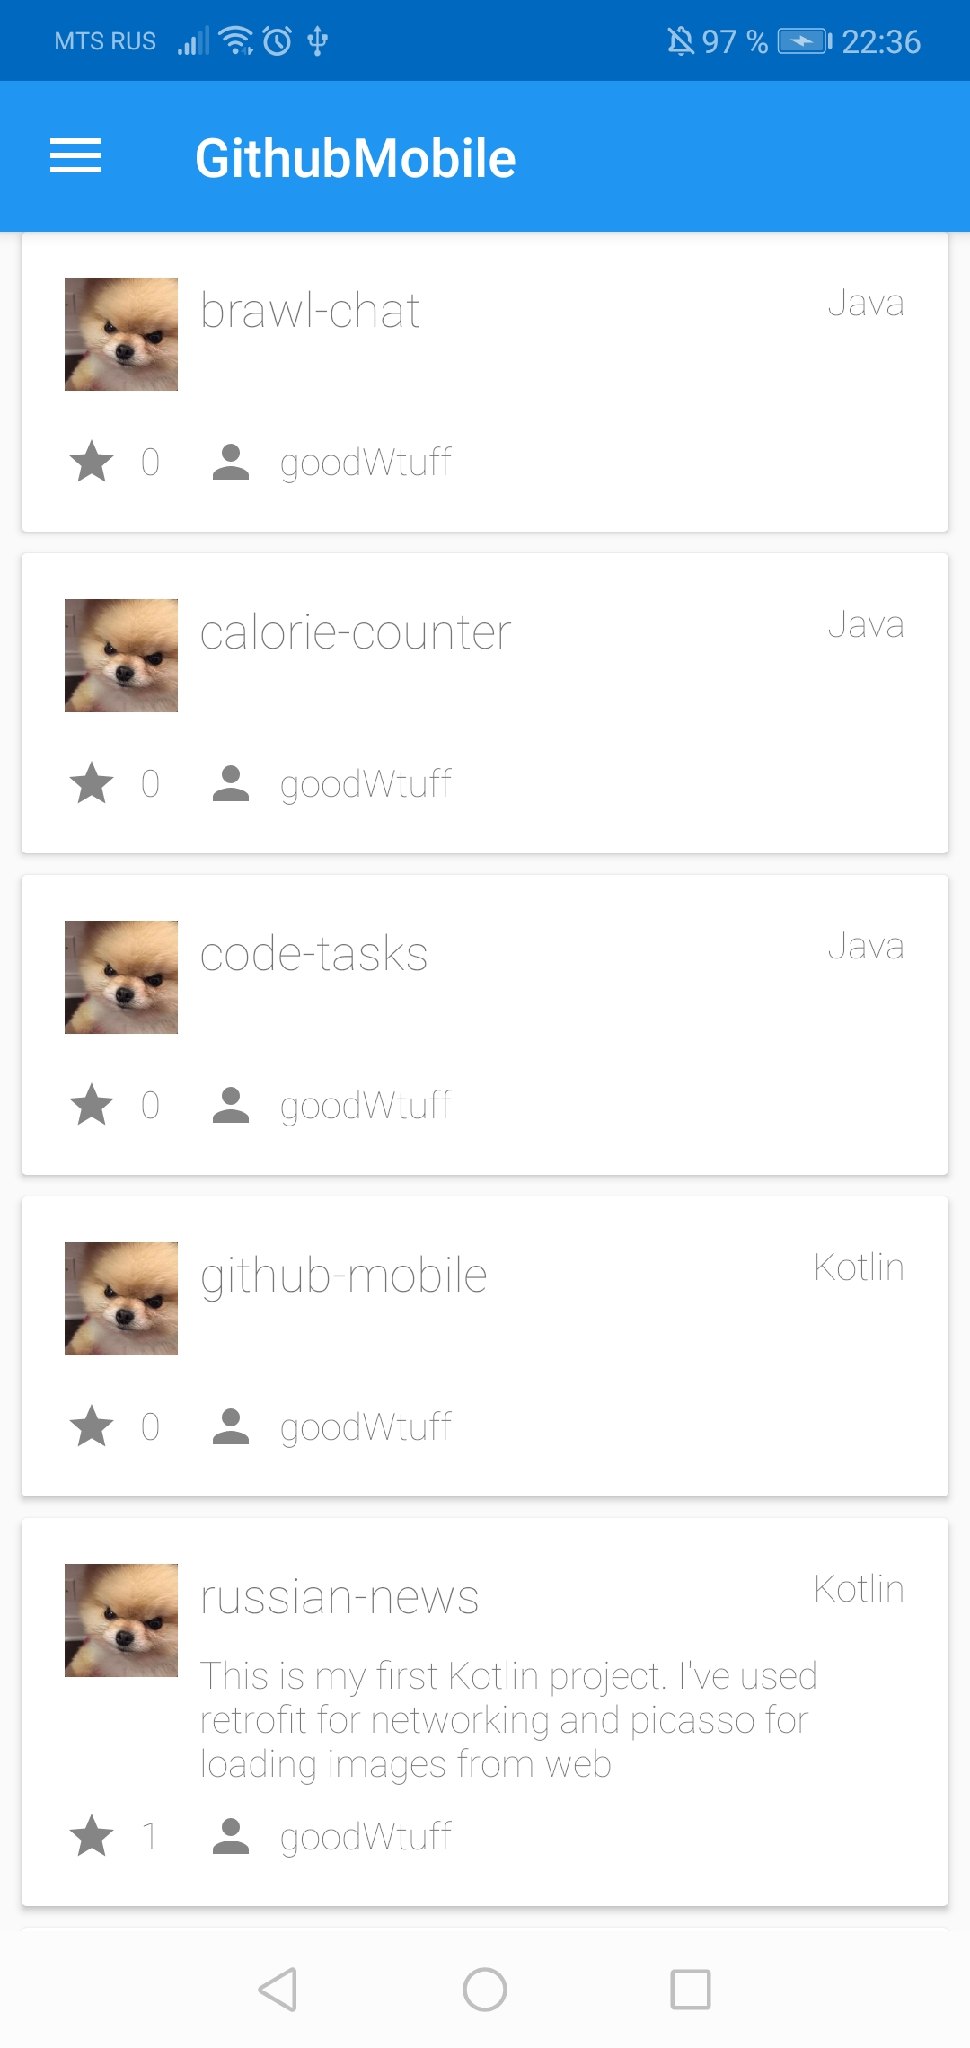 MTS RUS 97 % 22:36
GithubMobile
brawl-chat Java
0 goodWtuff
calorie-counter Java
0 goodWtuff
code-tasks Java
0 goodWtuff
github-mobile Kotlin
0 goodWtuff
russian-news Kotlin
This is my first Kotlin project. I've used
retrofit for networking and picasso for
loading images from web
1 goodWtuff